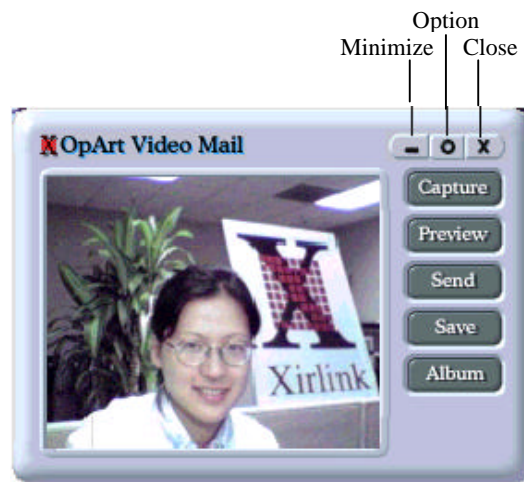 Option
Minimize Close
OpArt Video Mail
Capture
Preview
Send
Save
Album
X
Xirlink